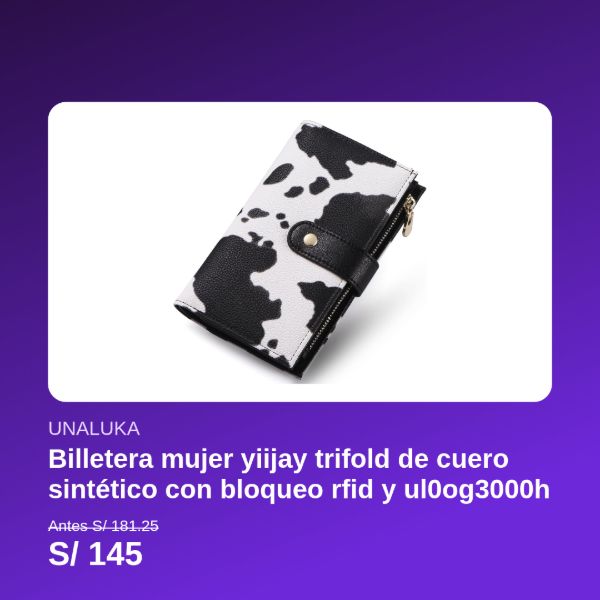 UNALUKA
Billetera mujer yiijay trifold de cuero
sintético con bloqueo rfid y ul0og3000h
Antes S/ 181.25
S/ 145